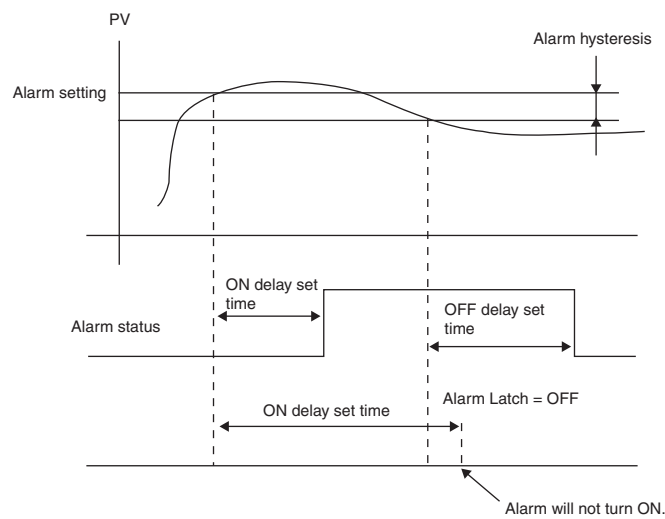 PV
Alarm hysteresis
Alarm setting
ON delay set
time
OFF delay set
time
Alarm status
Alarm Latch = OFF
ON delay set time
Alarm will not turn ON.